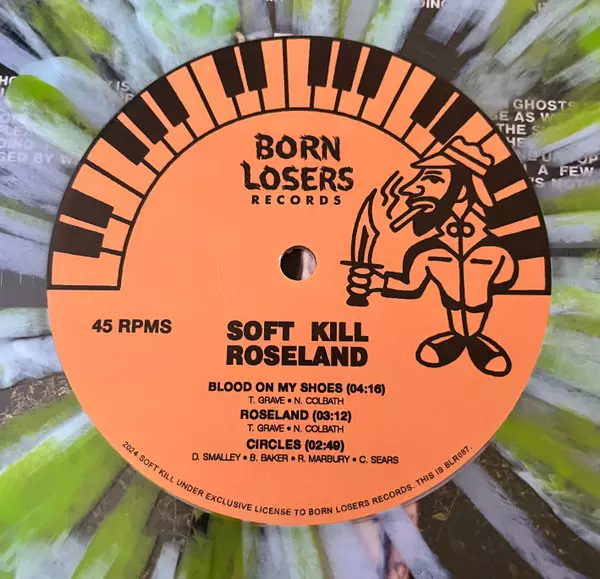 BORN
LOSERS
RECORDS
45 RPMS
SOFT KILL
ROSELAND
BLOOD ON MY SHOES (04:16)
T. GRAVE • N. COLBATH
ROSELAND (03:12)
T. GRAVE • N. COLBATH
CIRCLES (02:49)
D. SMALLEY • B. BAKER • R. MARBURY • C. SEARS
2024 SOFT KILL UNDER EXCLUSIVE LICENSE TO BORN LOSERS RECORDS. THIS IS BLR087.
GHOSTS
AS
THE
A FEW